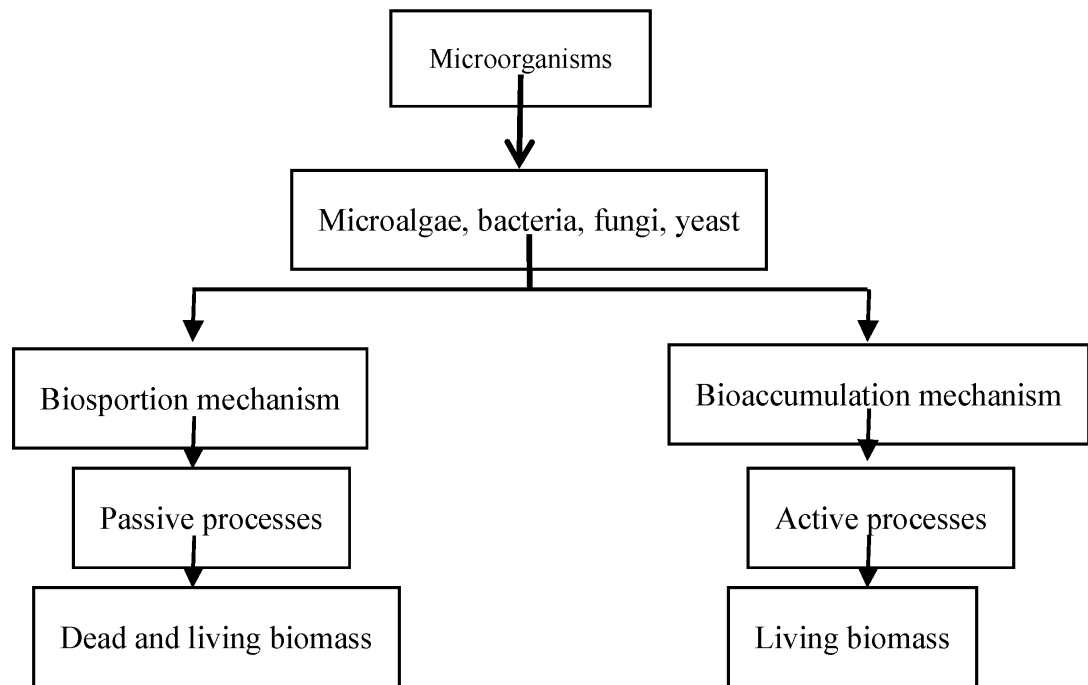 Microorganisms
Microalgae, bacteria, fungi, yeast
Biosportion mechanism
Bioaccumulation mechanism
Passive processes
Active processes
Dead and living biomass
Living biomass